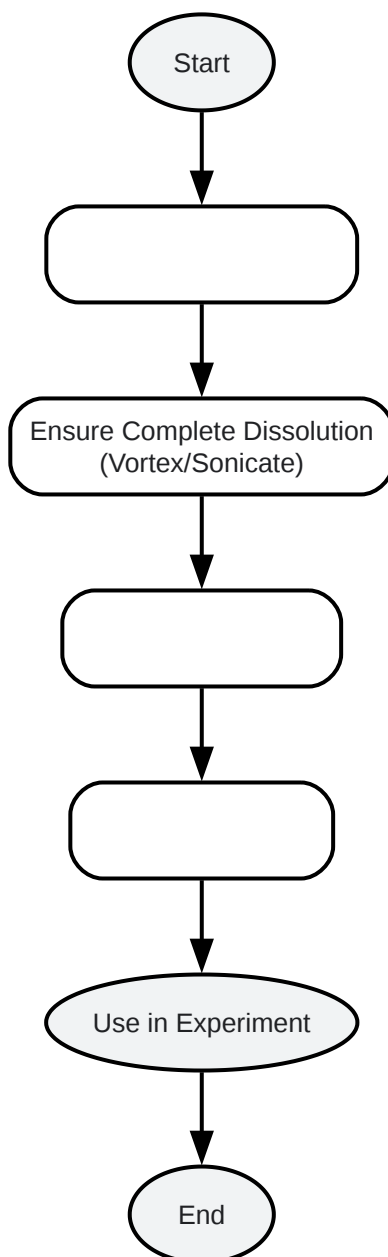 Start
Ensure Complete Dissolution
(Vortex/Sonicate)
Use in Experiment
End